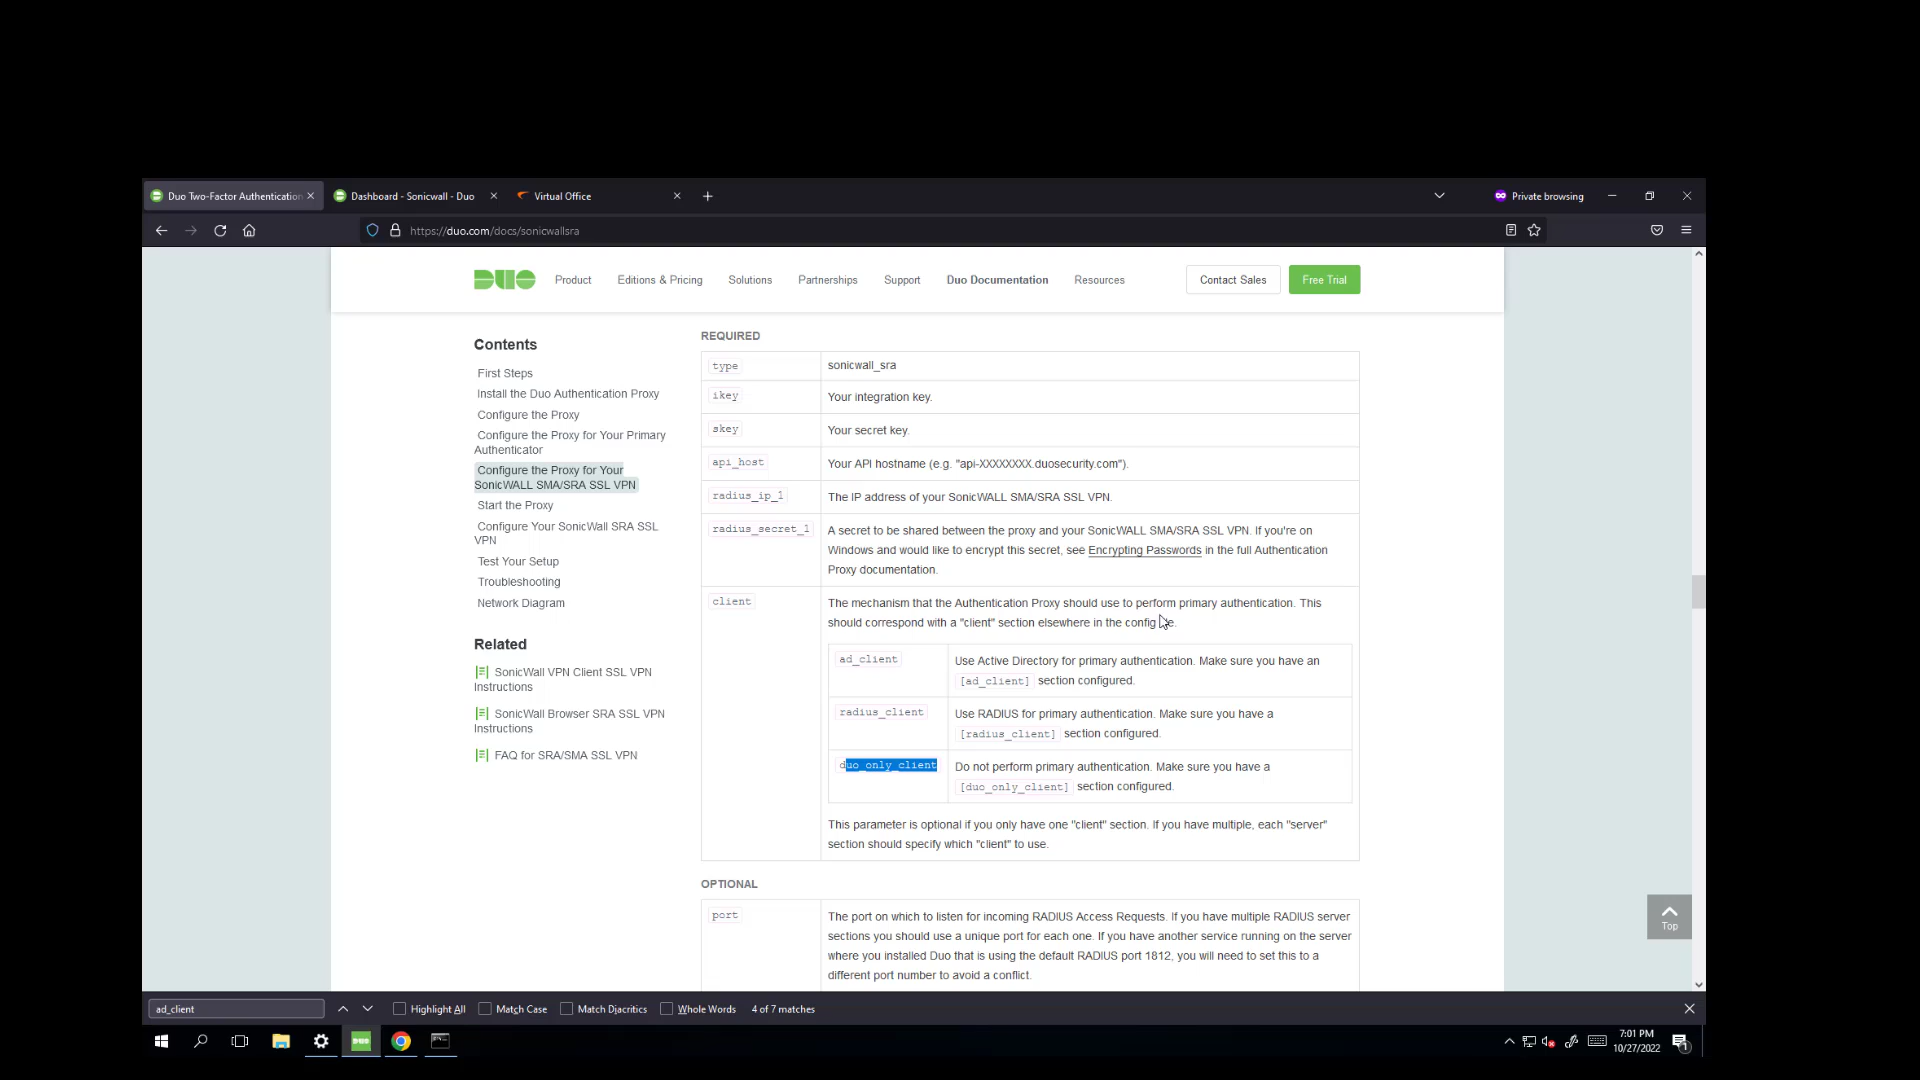 Duo Two-Factor Authentication
Dashboard - Sonicwall - Duo
Virtual Office
Private browsing
https://duo.com/docs/sonicwallsra
DUO
Product
Editions & Pricing
Solutions
Partnerships
Support
Duo Documentation
Resources
Contact Sales
Free Trial
Contents
First Steps
Install the Duo Authentication Proxy
Configure the Proxy
Configure the Proxy for Your Primary
Authenticator
Configure the Proxy for Your
SonicWALL SMA/SRA SSL VPN
Start the Proxy
Configure Your SonicWall SRA SSL
VPN
Test Your Setup
Troubleshooting
Network Diagram
Related
SonicWall VPN Client SSL VPN
Instructions
SonicWall Browser SRA SSL VPN
Instructions
FAQ for SRA/SMA SSL VPN
REQUIRED
type
sonicwall_sra
ikey
Your integration key.
skey
Your secret key.
api_host
Your API hostname (e.g. "api-XXXXXXXX.duosecurity.com").
radius_ip_1
The IP address of your SonicWALL SMA/SRA SSL VPN.
radius_secret_1
A secret to be shared between the proxy and your SonicWALL SMA/SRA SSL VPN. If you're on
Windows and would like to encrypt this secret, see Encrypting Passwords in the full Authentication
Proxy documentation.
client
The mechanism that the Authentication Proxy should use to perform primary authentication. This
should correspond with a "client" section elsewhere in the config
ad_client
Use Active Directory for primary authentication. Make sure you have an
[ad_client] section configured.
radius_client
Use RADIUS for primary authentication. Make sure you have a
[radius_client] section configured.
duo_only_client
Do not perform primary authentication. Make sure you have a
[duo_only_client] section configured.
This parameter is optional if you only have one "client" section. If you have multiple, each "server"
section should specify which "client" to use.
OPTIONAL
port
The port on which to listen for incoming RADIUS Access Requests. If you have multiple RADIUS server
sections you should use a unique port for each one. If you have another service running on the server
where you installed Duo that is using the default RADIUS port 1812, you will need to set this to a
different port number to avoid a conflict.
Top
ad_client
Highlight All
Match Case
Match Diacritics
Whole Words
4 of 7 matches
DUO
7:01 PM
10/27/2022
1